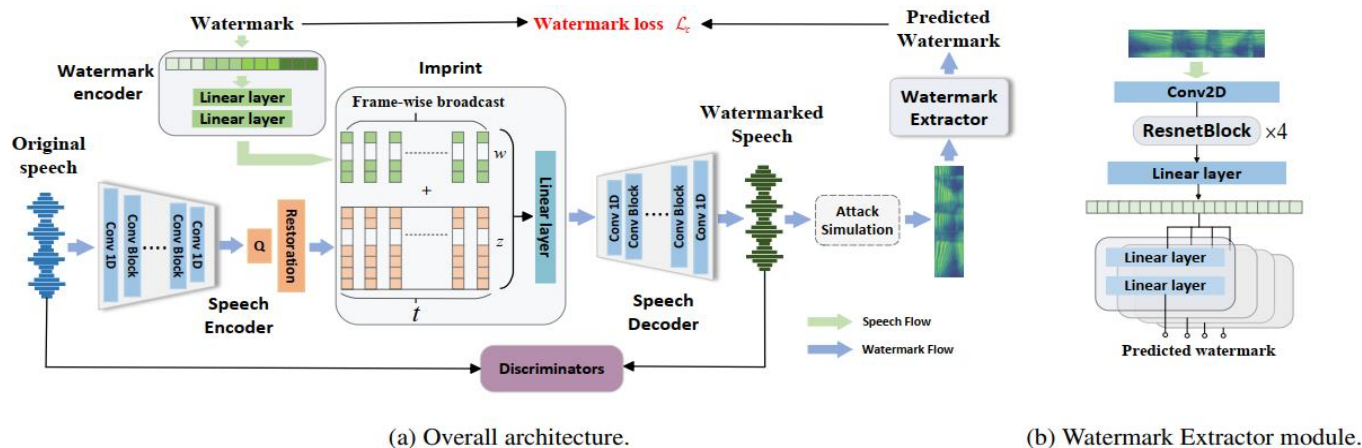 Watermark
Watermark loss ℒc
Predicted
Watermark
Watermark
encoder
Linear layer
Linear layer
Imprint
Frame-wise broadcast
w
+
z
t
Linear layer
Original
speech
Conv 1D
Conv Block
Conv Block
Conv 1D
Speech
Encoder
Q
Restoration
Conv 1D
Conv Block
Conv Block
Conv 1D
Speech
Decoder
Watermarked
Speech
Attack
Simulation
Watermark
Extractor
Speech Flow
Watermark Flow
Discriminators
(a) Overall architecture.
Conv2D
ResnetBlock ×4
Linear layer
Linear layer
Linear layer
Predicted watermark
(b) Watermark Extractor module.